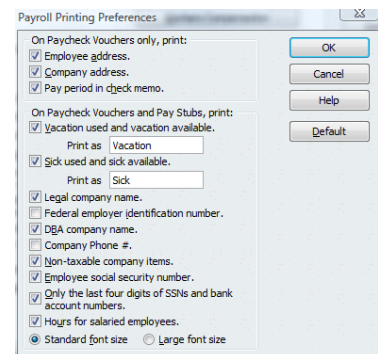 Payroll Printing Preferences
On Paycheck Vouchers only, print:
Employee address.
Company address.
Pay period in check memo.
On Paycheck Vouchers and Pay Stubs, print:
Vacation used and vacation available.
Print as Vacation
Sick used and sick available.
Print as Sick
Legal company name.
Federal employer identification number.
DBA company name.
Company Phone #.
Non-taxable company items.
Employee social security number.
Only the last four digits of SSNs and bank
account numbers.
Hours for salaried employees.
Standard font size Large font size
OK
Cancel
Help
Default